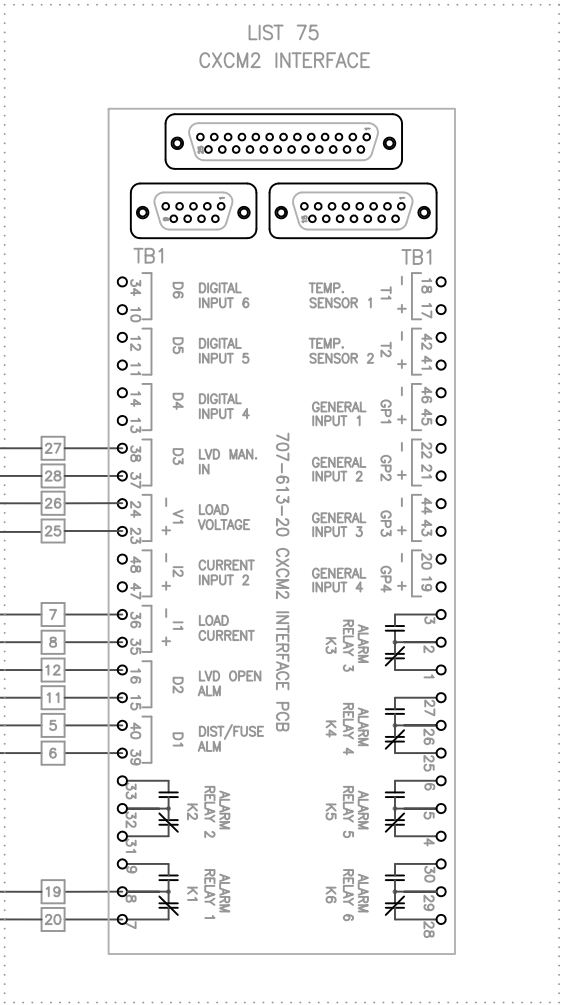 LIST 75
CXCM2 INTERFACE
TB1
TB1
34
10
D6
DIGITAL
INPUT 6
12
11
D5
DIGITAL
INPUT 5
14
13
D4
DIGITAL
INPUT 4
27
28
38
37
D3
LVD MAN.
IN
26
25
24
23
-
+
V1
LOAD
VOLTAGE
48
47
-
+
I2
CURRENT
INPUT 2
7
8
36
35
-
+
I1
LOAD
CURRENT
12
11
16
15
D2
LVD OPEN
ALM
5
6
40
39
D1
DIST/FUSE
ALM
33
32
31
K2
ALARM
RELAY 2
19
20
9
8
7
K1
ALARM
RELAY 1
707-613-20 CXCM2 INTERFACE PCB
TEMP.
SENSOR 1
T1
-
+
18
17
TEMP.
SENSOR 2
T2
-
+
42
41
GENERAL
INPUT 1
GP1
-
+
46
45
GENERAL
INPUT 2
GP2
-
+
22
21
GENERAL
INPUT 3
GP3
-
+
44
43
GENERAL
INPUT 4
GP4
-
+
20
19
ALARM
RELAY 3
K3
3
2
1
ALARM
RELAY 4
K4
27
26
25
ALARM
RELAY 5
K5
6
5
4
ALARM
RELAY 6
K6
30
29
28